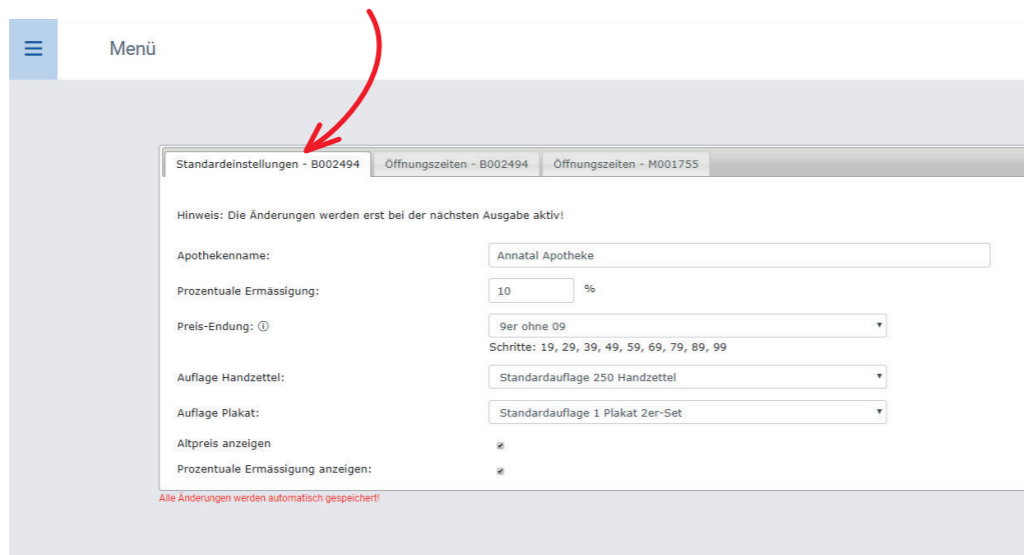 Menü
Standardeinstellungen - B002494 Öffnungszeiten - B002494 Öffnungszeiten - M001755
Hinweis: Die Änderungen werden erst bei der nächsten Ausgabe aktiv!
Apothekenname: Annatal Apotheke
Prozentuale Ermässigung: 10 %
Preis-Endung: ⓘ 9er ohne 09
Schritte: 19, 29, 39, 49, 59, 69, 79, 89, 99
Auflage Handzettel: Standardauflage 250 Handzettel
Auflage Plakat: Standardauflage 1 Plakat 2er-Set
Altpreis anzeigen
Prozentuale Ermässigung anzeigen:
Alle Änderungen werden automatisch gespeichert!